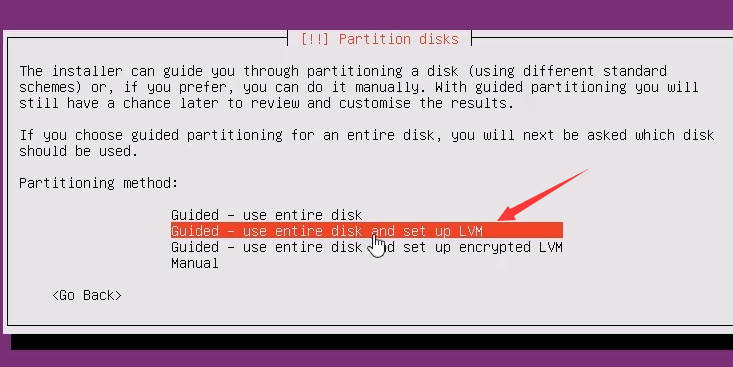 [!!] Partition disks
The installer can guide you through partitioning a disk (using different standard
schemes) or, if you prefer, you can do it manually. With guided partitioning you will
still have a chance later to review and customise the results.
If you choose guided partitioning for an entire disk, you will next be asked which disk
should be used.
Partitioning method:
Guided - use entire disk
Guided - use entire disk and set up LVM
Guided - use entire disk and set up encrypted LVM
Manual
<Go Back>